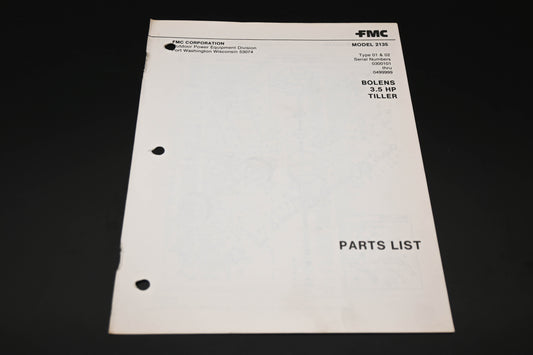 FMC
FMC CORPORATION
Outdoor Power Equipment Division
Port Washington Wisconsin 53074
MODEL 2135
Type 01 & 02
Serial Numbers
0300101
thru
0499999
BOLENS
3.5 HP
TILLER
PARTS LIST